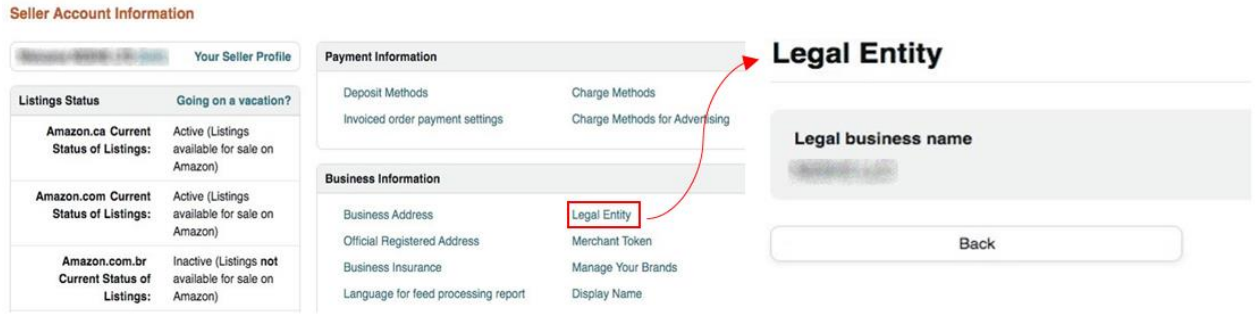 Seller Account Information
Your Seller Profile
Listings Status
Going on a vacation?
Amazon.ca Current
Status of Listings:
Active (Listings
available for sale on
Amazon)
Amazon.com Current
Status of Listings:
Active (Listings
available for sale on
Amazon)
Amazon.com.br
Current Status of
Listings:
Inactive (Listings not
available for sale on
Amazon)
Payment Information
Deposit Methods
Charge Methods
Invoiced order payment settings
Charge Methods for Advertising
Business Information
Business Address
Legal Entity
Official Registered Address
Merchant Token
Business Insurance
Manage Your Brands
Language for feed processing report
Display Name
Legal Entity
Legal business name
Back